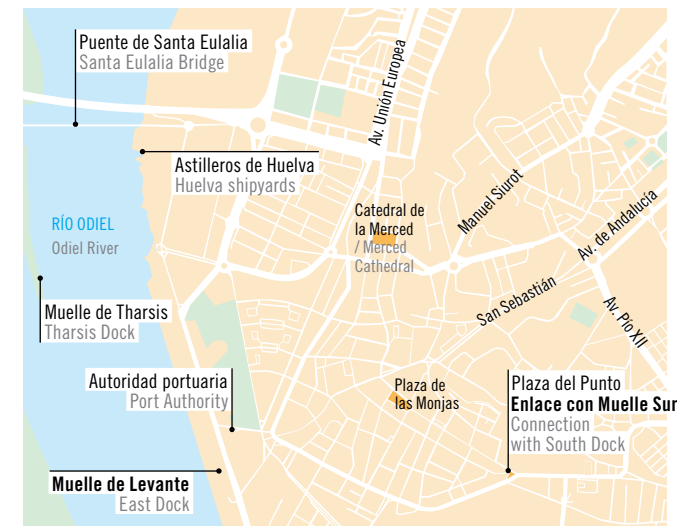 Puente de Santa Eulalia
Santa Eulalia Bridge
Av. Unión Europea
Astilleros de Huelva
Huelva shipyards
Manuel Siurot
Catedral de
la Merced
/ Merced
Cathedral
RÍO ODIEL
Odiel River
Av. de Andalucía
San Sebastián
Av. Pío XII
Muelle de Tharsis
Tharsis Dock
Autoridad portuaria
Port Authority
Plaza de
las Monjas
Plaza del Punto
Enlace con Muelle Sur
Connection
with South Dock
Muelle de Levante
East Dock